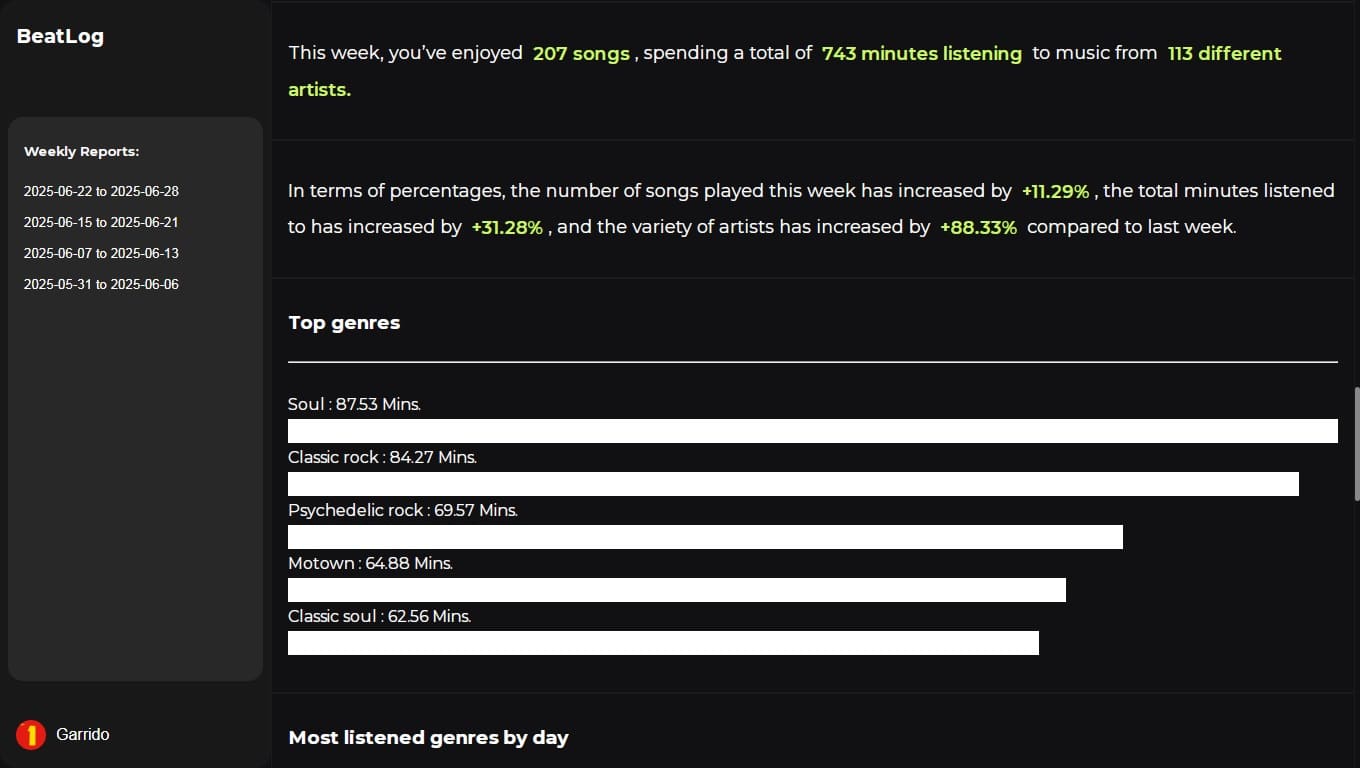 BeatLog
Weekly Reports:
2025-06-22 to 2025-06-28
2025-06-15 to 2025-06-21
2025-06-07 to 2025-06-13
2025-05-31 to 2025-06-06
1 Garrido
This week, you’ve enjoyed 207 songs , spending a total of 743 minutes listening to music from 113 different
artists.
In terms of percentages, the number of songs played this week has increased by +11.29% , the total minutes listened
to has increased by +31.28% , and the variety of artists has increased by +88.33% compared to last week.
Top genres
Soul : 87.53 Mins.
Classic rock : 84.27 Mins.
Psychedelic rock : 69.57 Mins.
Motown : 64.88 Mins.
Classic soul : 62.56 Mins.
Most listened genres by day